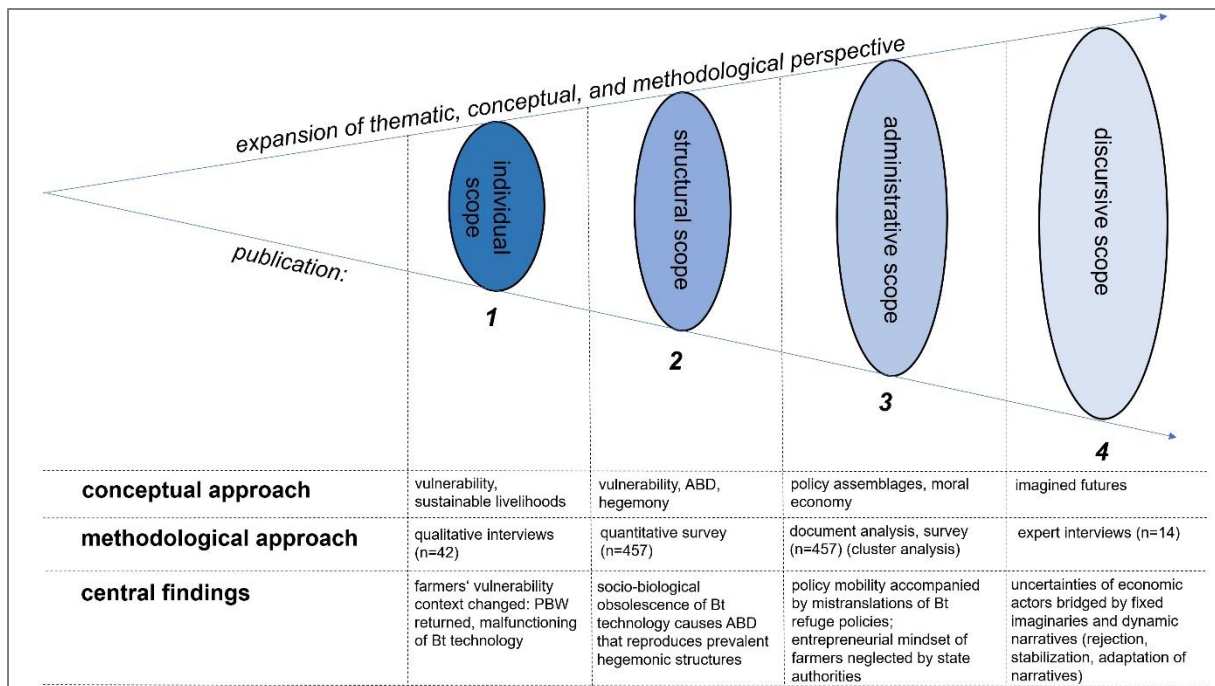 expansion of thematic, conceptual, and methodological perspective
publication:
individual
scope
structural scope
administrative scope
discursive scope
1
2
3
4
conceptual approach
vulnerability,
sustainable livelihoods
vulnerability, ABD,
hegemony
policy assemblages, moral
economy
imagined futures
methodological approach
qualitative interviews
(n=42)
quantitative survey
(n=457)
document analysis, survey
(n=457) (cluster analysis)
expert interviews (n=14)
central findings
farmers‘ vulnerability
context changed: PBW
returned, malfunctioning
of Bt technology
socio-biological
obsolescence of Bt
technology causes ABD
that reproduces prevalent
hegemonic structures
policy mobility accompanied
by mistranslations of Bt
refuge policies;
entrepreneurial mindset of
farmers neglected by state
authorities
uncertainties of economic
actors bridged by fixed
imaginaries and dynamic
narratives (rejection,
stabilization, adaptation of
narratives)